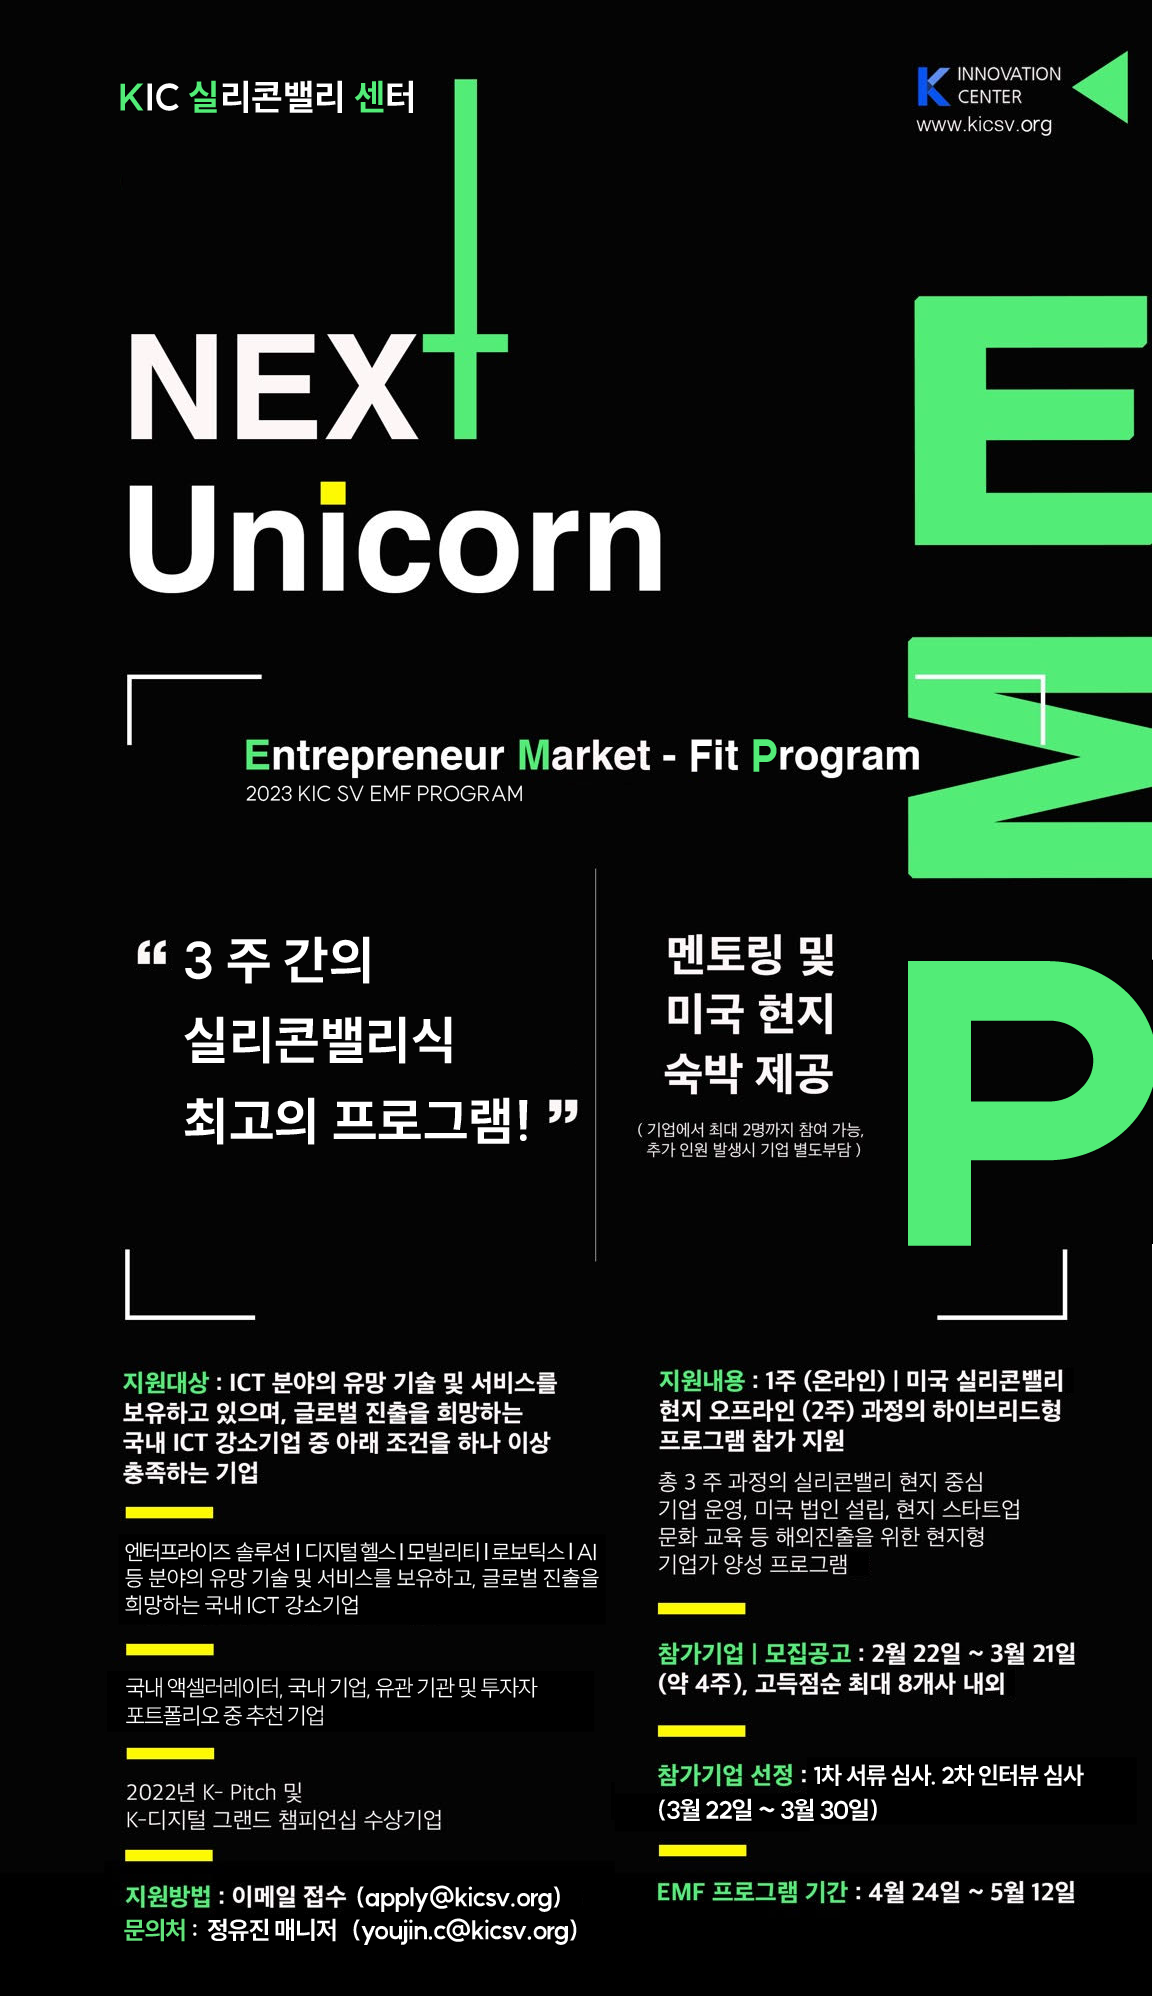 KIC 실리콘밸리 센터
K INNOVATION
CENTER
www.kicsv.org
NEXt
Unicorn
E
M
P
Entrepreneur Market - Fit Program
2023 KIC SV EMF PROGRAM
“ 3 주 간의
실리콘밸리식
최고의 프로그램! ”
멘토링 및
미국 현지
숙박 제공
( 기업에서 최대 2명까지 참여 가능,
추가 인원 발생시 기업 별도부담 )
지원대상 : ICT 분야의 유망 기술 및 서비스를
보유하고 있으며, 글로벌 진출을 희망하는
국내 ICT 강소기업 중 아래 조건을 하나 이상
충족하는 기업
엔터프라이즈 솔루션 | 디지털헬스 | 모빌리티 | 로보틱스 | AI
등 분야의 유망 기술 및 서비스를 보유하고, 글로벌 진출을
희망하는 국내 ICT 강소기업
국내 액셀러레이터, 국내 기업, 유관 기관 및 투자자
포트폴리오 중 추천 기업
2022년 K- Pitch 및
K-디지털 그랜드 챔피언십 수상기업
지원방법 : 이메일 접수 (apply@kicsv.org)
문의처 : 정유진 매니저 (youjin.c@kicsv.org)
지원내용 : 1주 (온라인) | 미국 실리콘밸리
현지 오프라인 (2주) 과정의 하이브리드형
프로그램 참가 지원
총 3 주 과정의 실리콘밸리 현지 중심
기업 운영, 미국 법인 설립, 현지 스타트업
문화 교육 등 해외진출을 위한 현지형
기업가 양성 프로그램
참가기업 | 모집공고 : 2월 22일 ~ 3월 21일
(약 4주), 고득점순 최대 8개사 내외
참가기업 선정 : 1차 서류 심사. 2차 인터뷰 심사
(3월 22일 ~ 3월 30일)
EMF 프로그램 기간 : 4월 24일 ~ 5월 12일